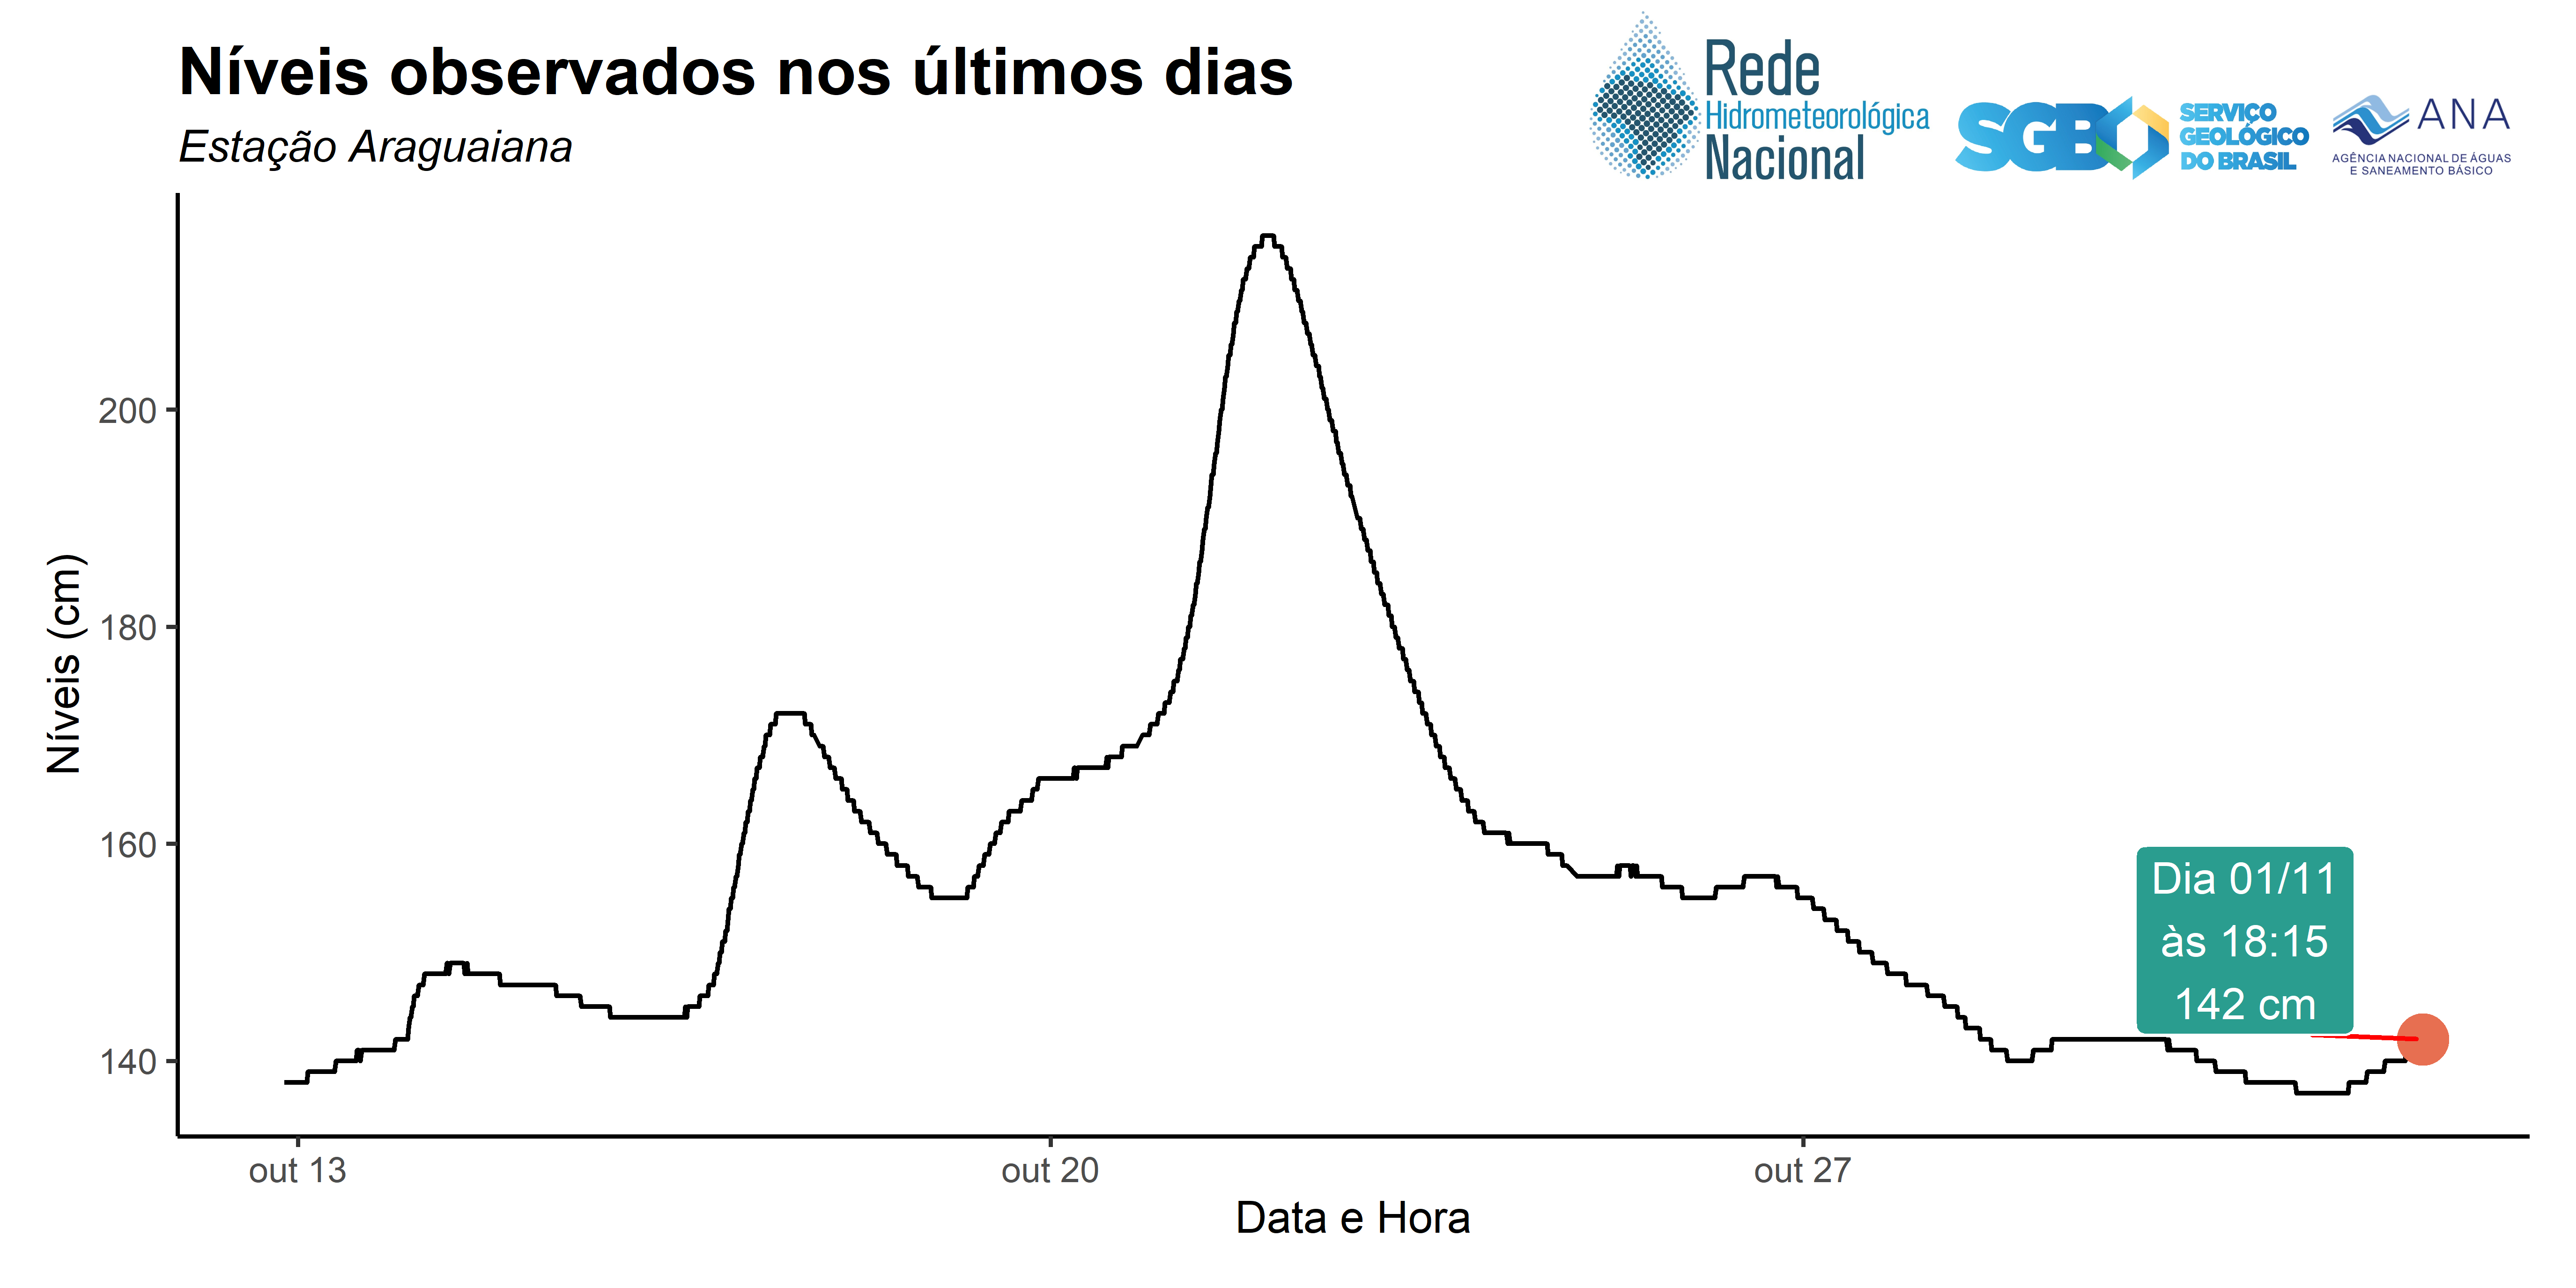 Níveis observados nos últimos dias
Estação Araguaiana
Rede
Hidrometeorológica
Nacional
SGB
SERVIÇO
GEOLÓGICO
DO BRASIL
ANA
AGÊNCIA NACIONAL DE ÁGUAS
E SANEAMENTO BÁSICO
Níveis (cm)
200
180
160
140
Dia 01/11
às 18:15
142 cm
out 13
out 20
out 27
Data e Hora